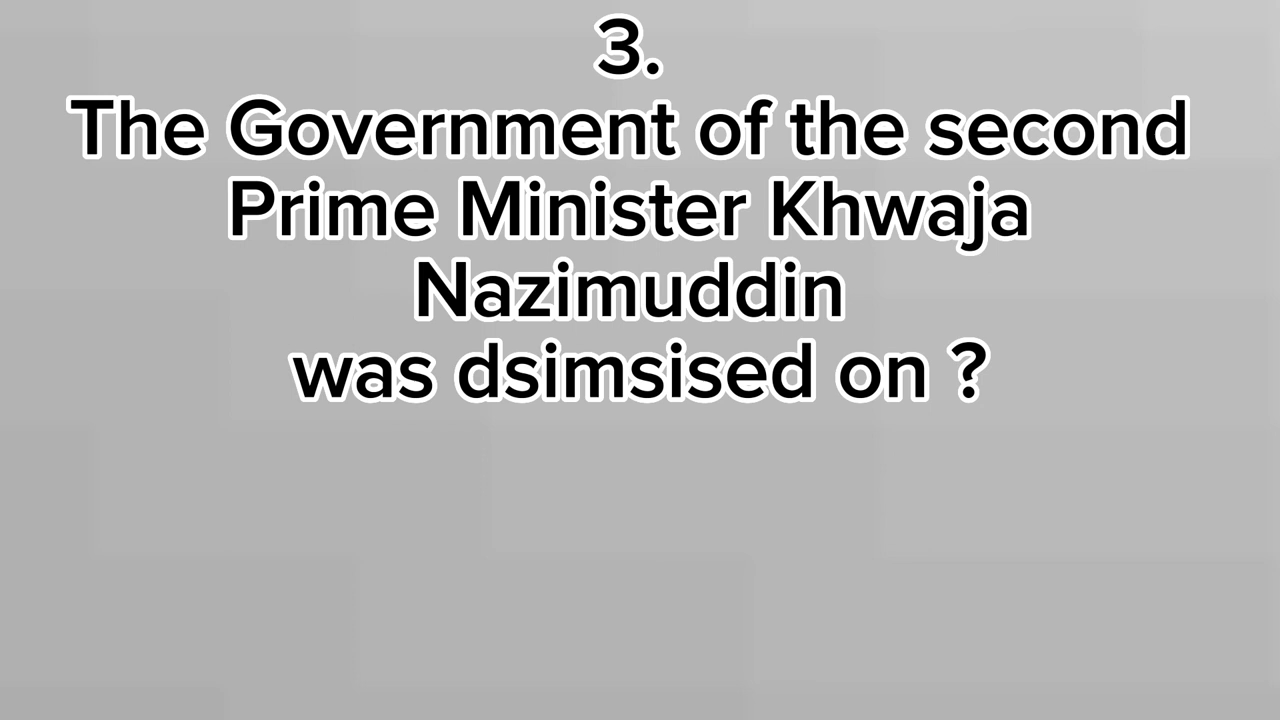 3.
The Government of the second
Prime Minister Khwaja
Nazimuddin
was dsimsised on ?